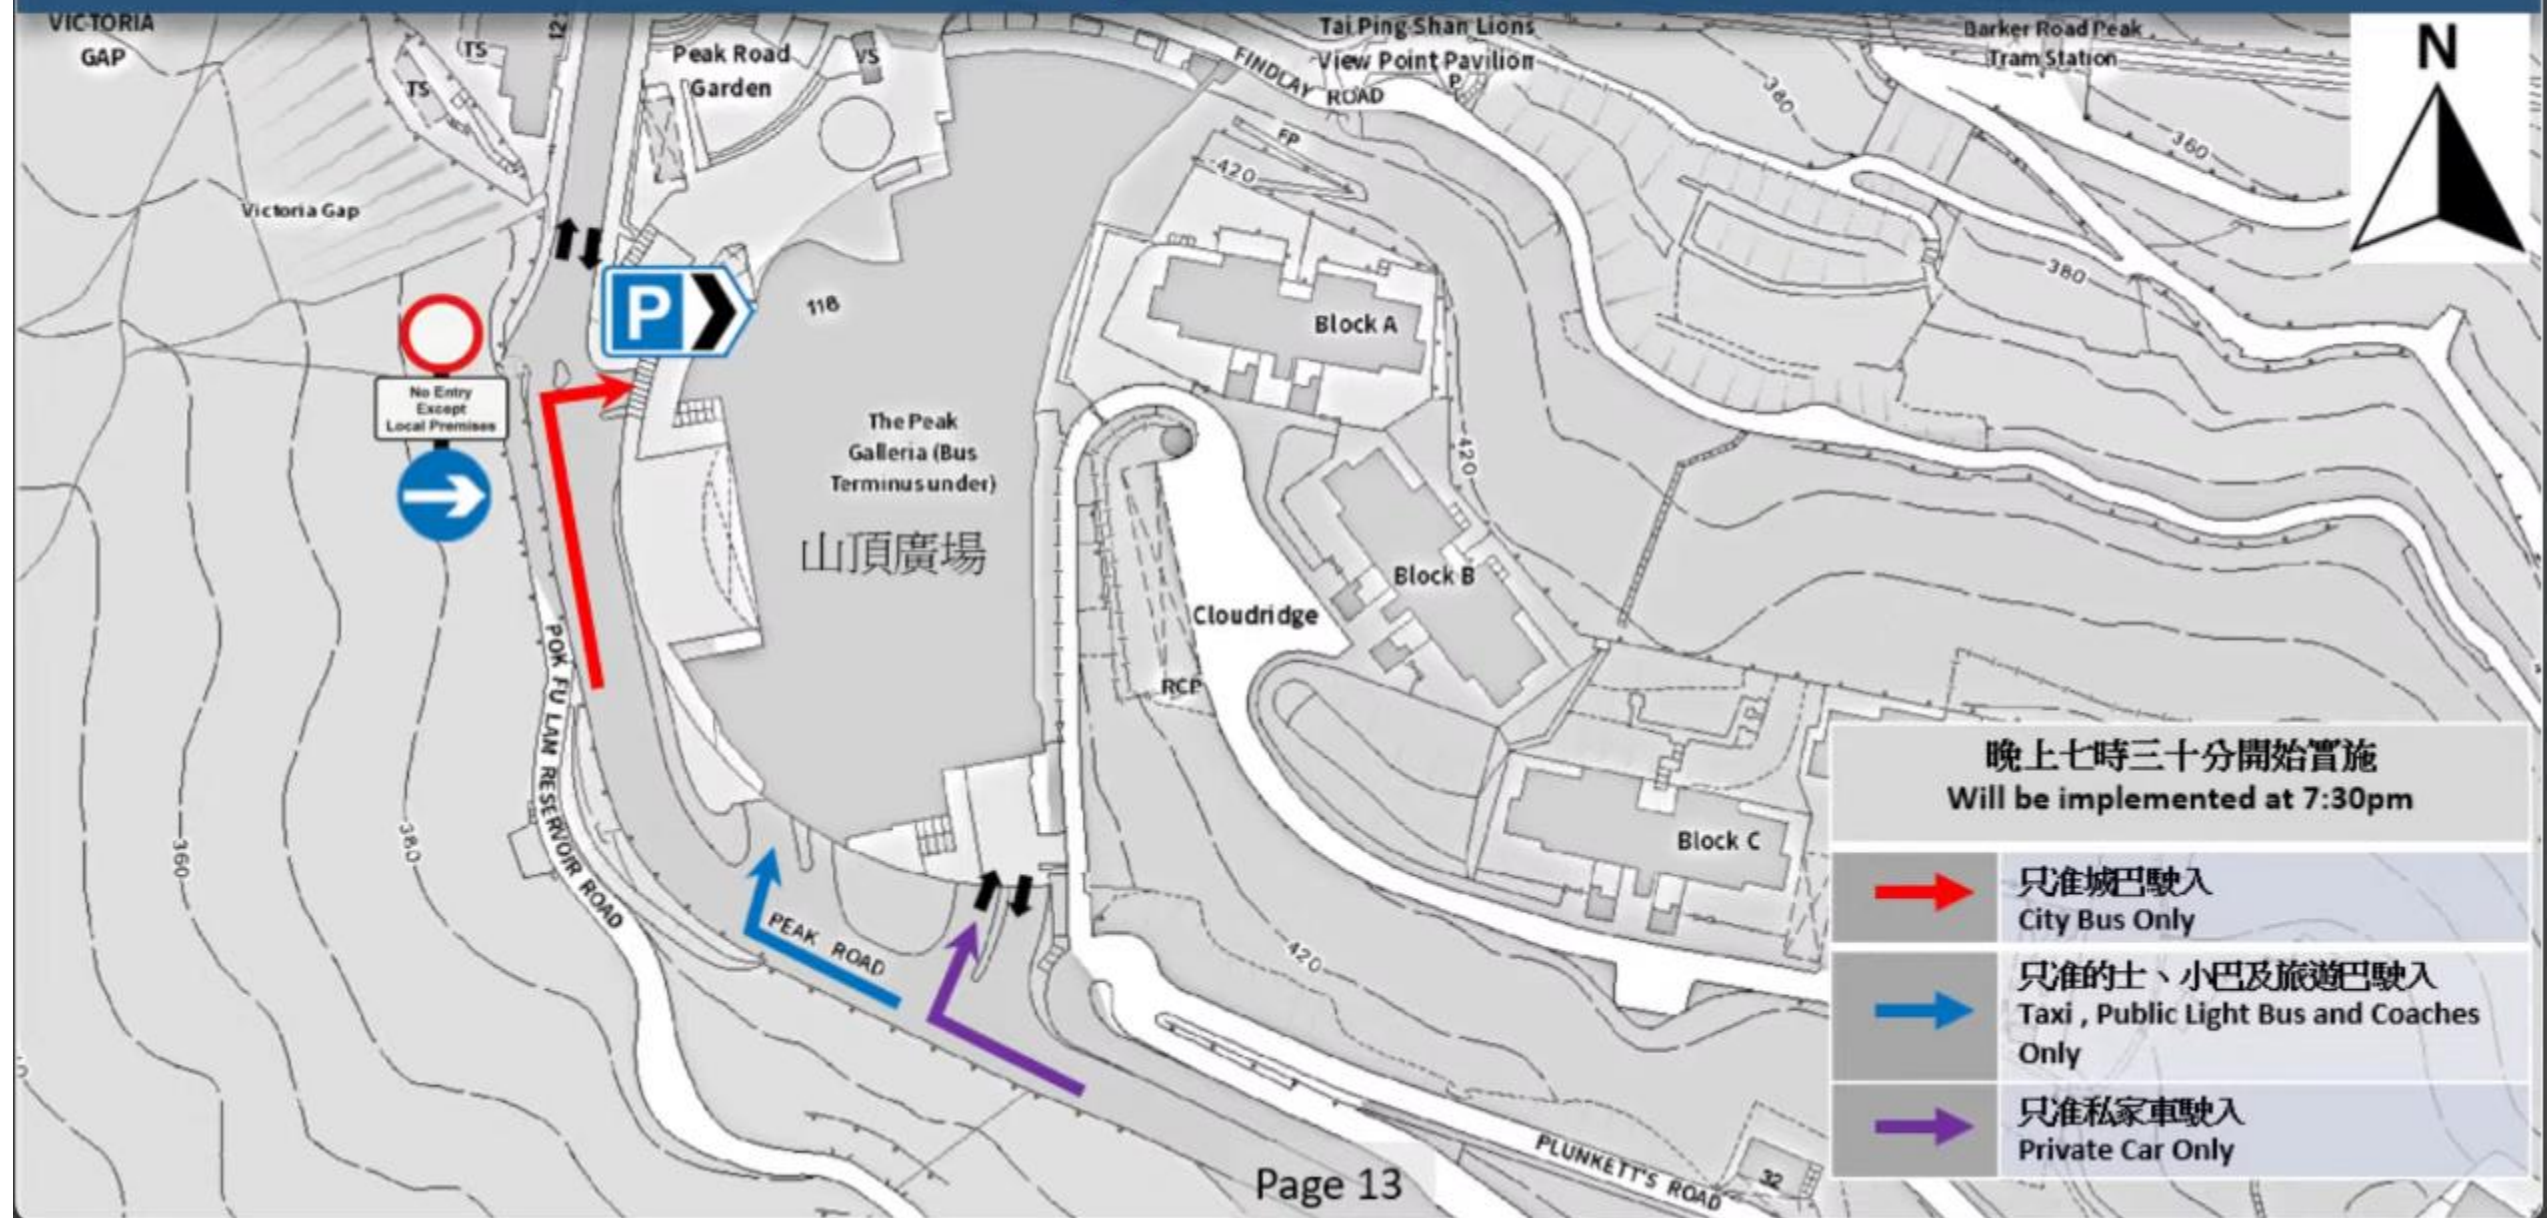 VICTORIA
GAP
TS
TS
122
Peak Road
Garden
VS
FINDLAY ROAD
Tai Ping Shan Lions
View Point Pavilion
P
Barker Road Peak
Tram Station
N
380
360
FP
420
Victoria Gap
P
118
Block A
380
No Entry
Except
Local Premises
The Peak
Galleria (Bus
Terminus under)
山頂廣場
420
Block B
Cloudridge
RCP
POK FU LAM RESERVOIR ROAD
360
380
PEAK ROAD
420
Block C
晚上七時三十分開始實施
Will be implemented at 7:30pm
只准城巴駛入
City Bus Only
只准的士、小巴及旅遊巴駛入
Taxi , Public Light Bus and Coaches
Only
只准私家車駛入
Private Car Only
PLUNKETT'S ROAD
32
Page 13